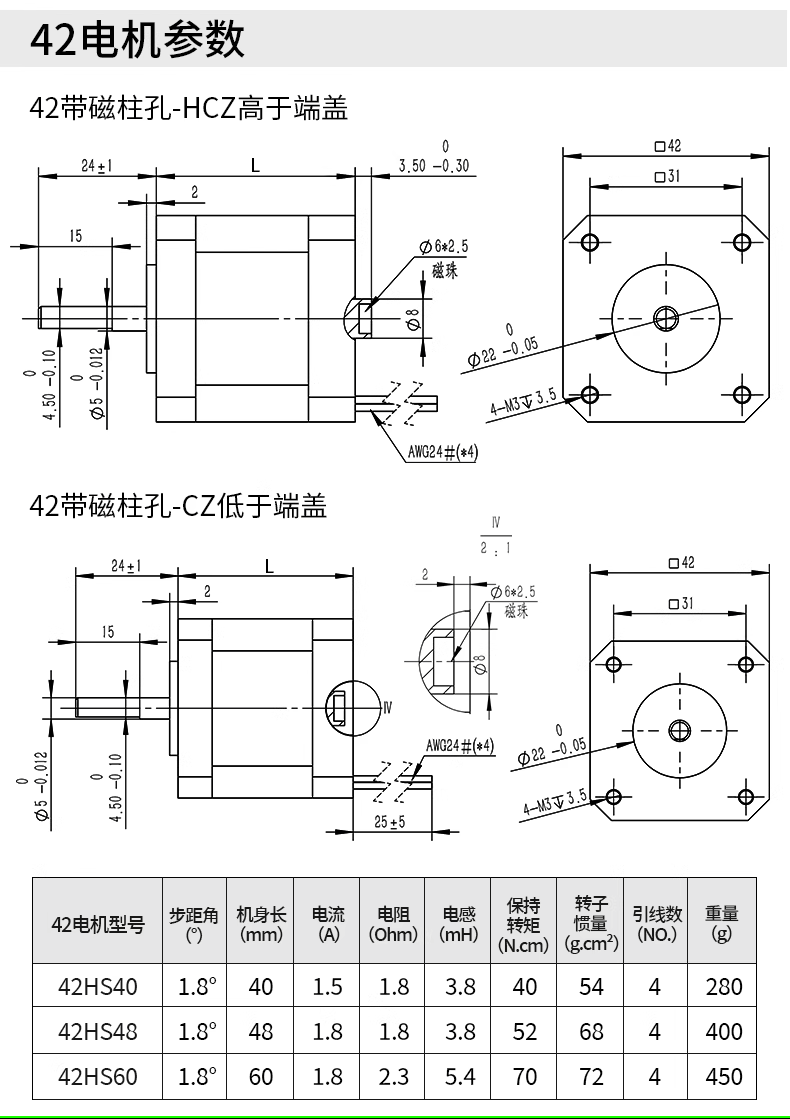 42电机参数
42带磁柱孔-HCZ高于端盖
24±1
L
0
3.50 -0.30
2
15
⌀6*2.5
磁珠
⌀8
0
4.50 -0.10
0
⌀5 -0.012
AWG24#(*4)
□42
□31
0
⌀22 -0.05
4-M3↧3.5
42带磁柱孔-CZ低于端盖
24±1
L
2
15
Ⅳ
0
⌀5 -0.012
0
4.50 -0.10
AWG24#(*4)
25±5
Ⅳ
2 : 1
2
⌀6*2.5
磁珠
⌀8
□42
□31
0
⌀22 -0.05
4-M3↧3.5
42电机型号 步距角(°) 机身长(mm) 电流(A) 电阻(Ohm) 电感(mH) 保持转矩(N.cm) 转子惯量(g.cm²) 引线数(NO.) 重量(g)
42HS40 1.8° 40 1.5 1.8 3.8 40 54 4 280
42HS48 1.8° 48 1.8 1.8 3.8 52 68 4 400
42HS60 1.8° 60 1.8 2.3 5.4 70 72 4 450